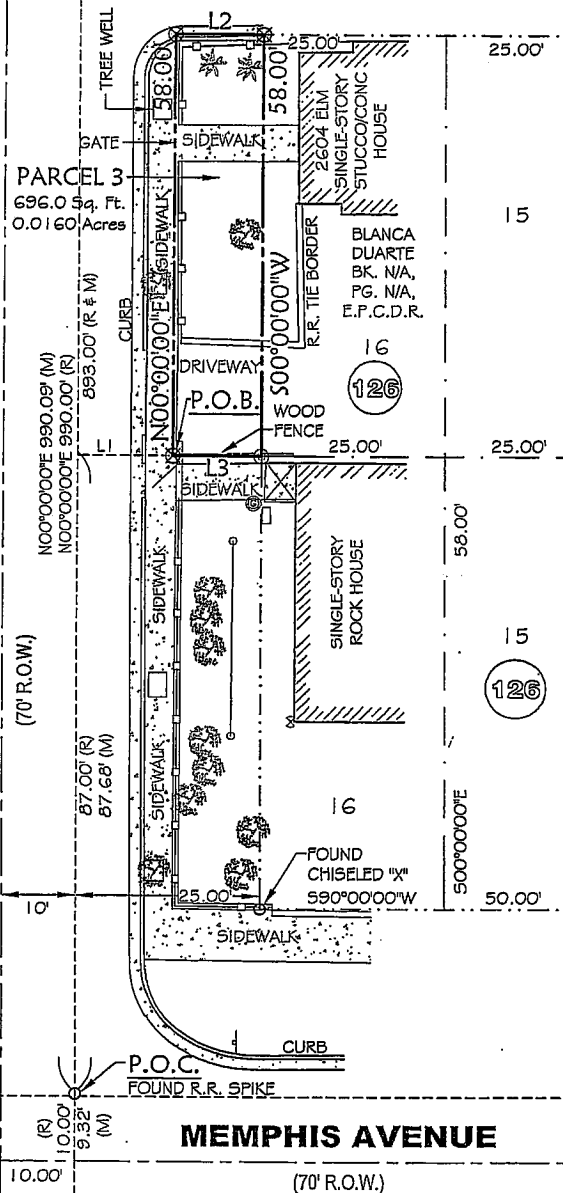 L2
25.00'
25.00'
TREE WELL
58.00'
58.00'
GATE
SIDEWALK
2604 ELM
SINGLE-STORY
STUCCO/CONC
HOUSE
PARCEL 3
696.0 Sq. Ft.
0.0160 Acres
SIDEWALK
15
BLANCA
DUARTE
BK. N/A,
PG. N/A,
E.P.C.D.R.
R.R. TIE BORDER
CURB
893.00' (R & M)
N00°00'00"E
S00°00'00"W
16
126
DRIVEWAY
P.O.B.
WOOD
FENCE
N00°00'00"E 990.09' (M)
N00°00'00"E 990.00' (R)
L1
25.00'
25.00'
L3
SIDEWALK
G
58.00'
SIDEWALK
SINGLE-STORY
ROCK HOUSE
15
126
(70' R.O.W.)
87.00' (R)
87.68' (M)
SIDEWALK
16
S00°00'00"E
FOUND
CHISELED "X"
S90°00'00"W
10'
25.00'
50.00'
SIDEWALK
CURB
P.O.C.
FOUND R.R. SPIKE
(R)
10.00'
9.32'
(M)
MEMPHIS AVENUE
10.00'
(70' R.O.W.)